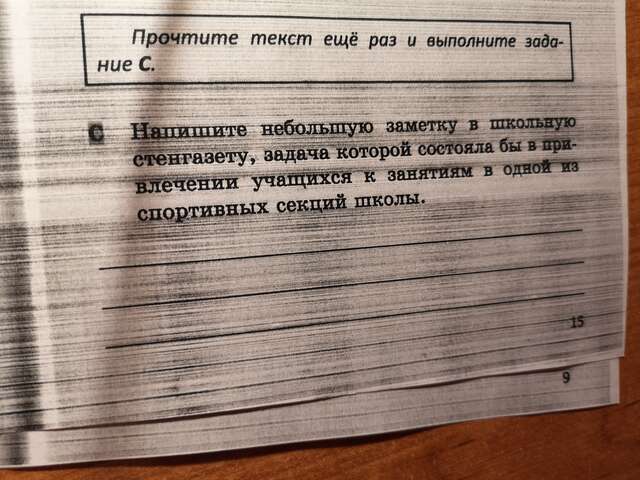 Прочтите текст ещё раз и выполните зада-
ние С.
С Напишите небольшую заметку в школьную
стенгазету, задача которой состояла бы в при-
влечении учащихся к занятиям в одной из
спортивных секций школы.
15
9